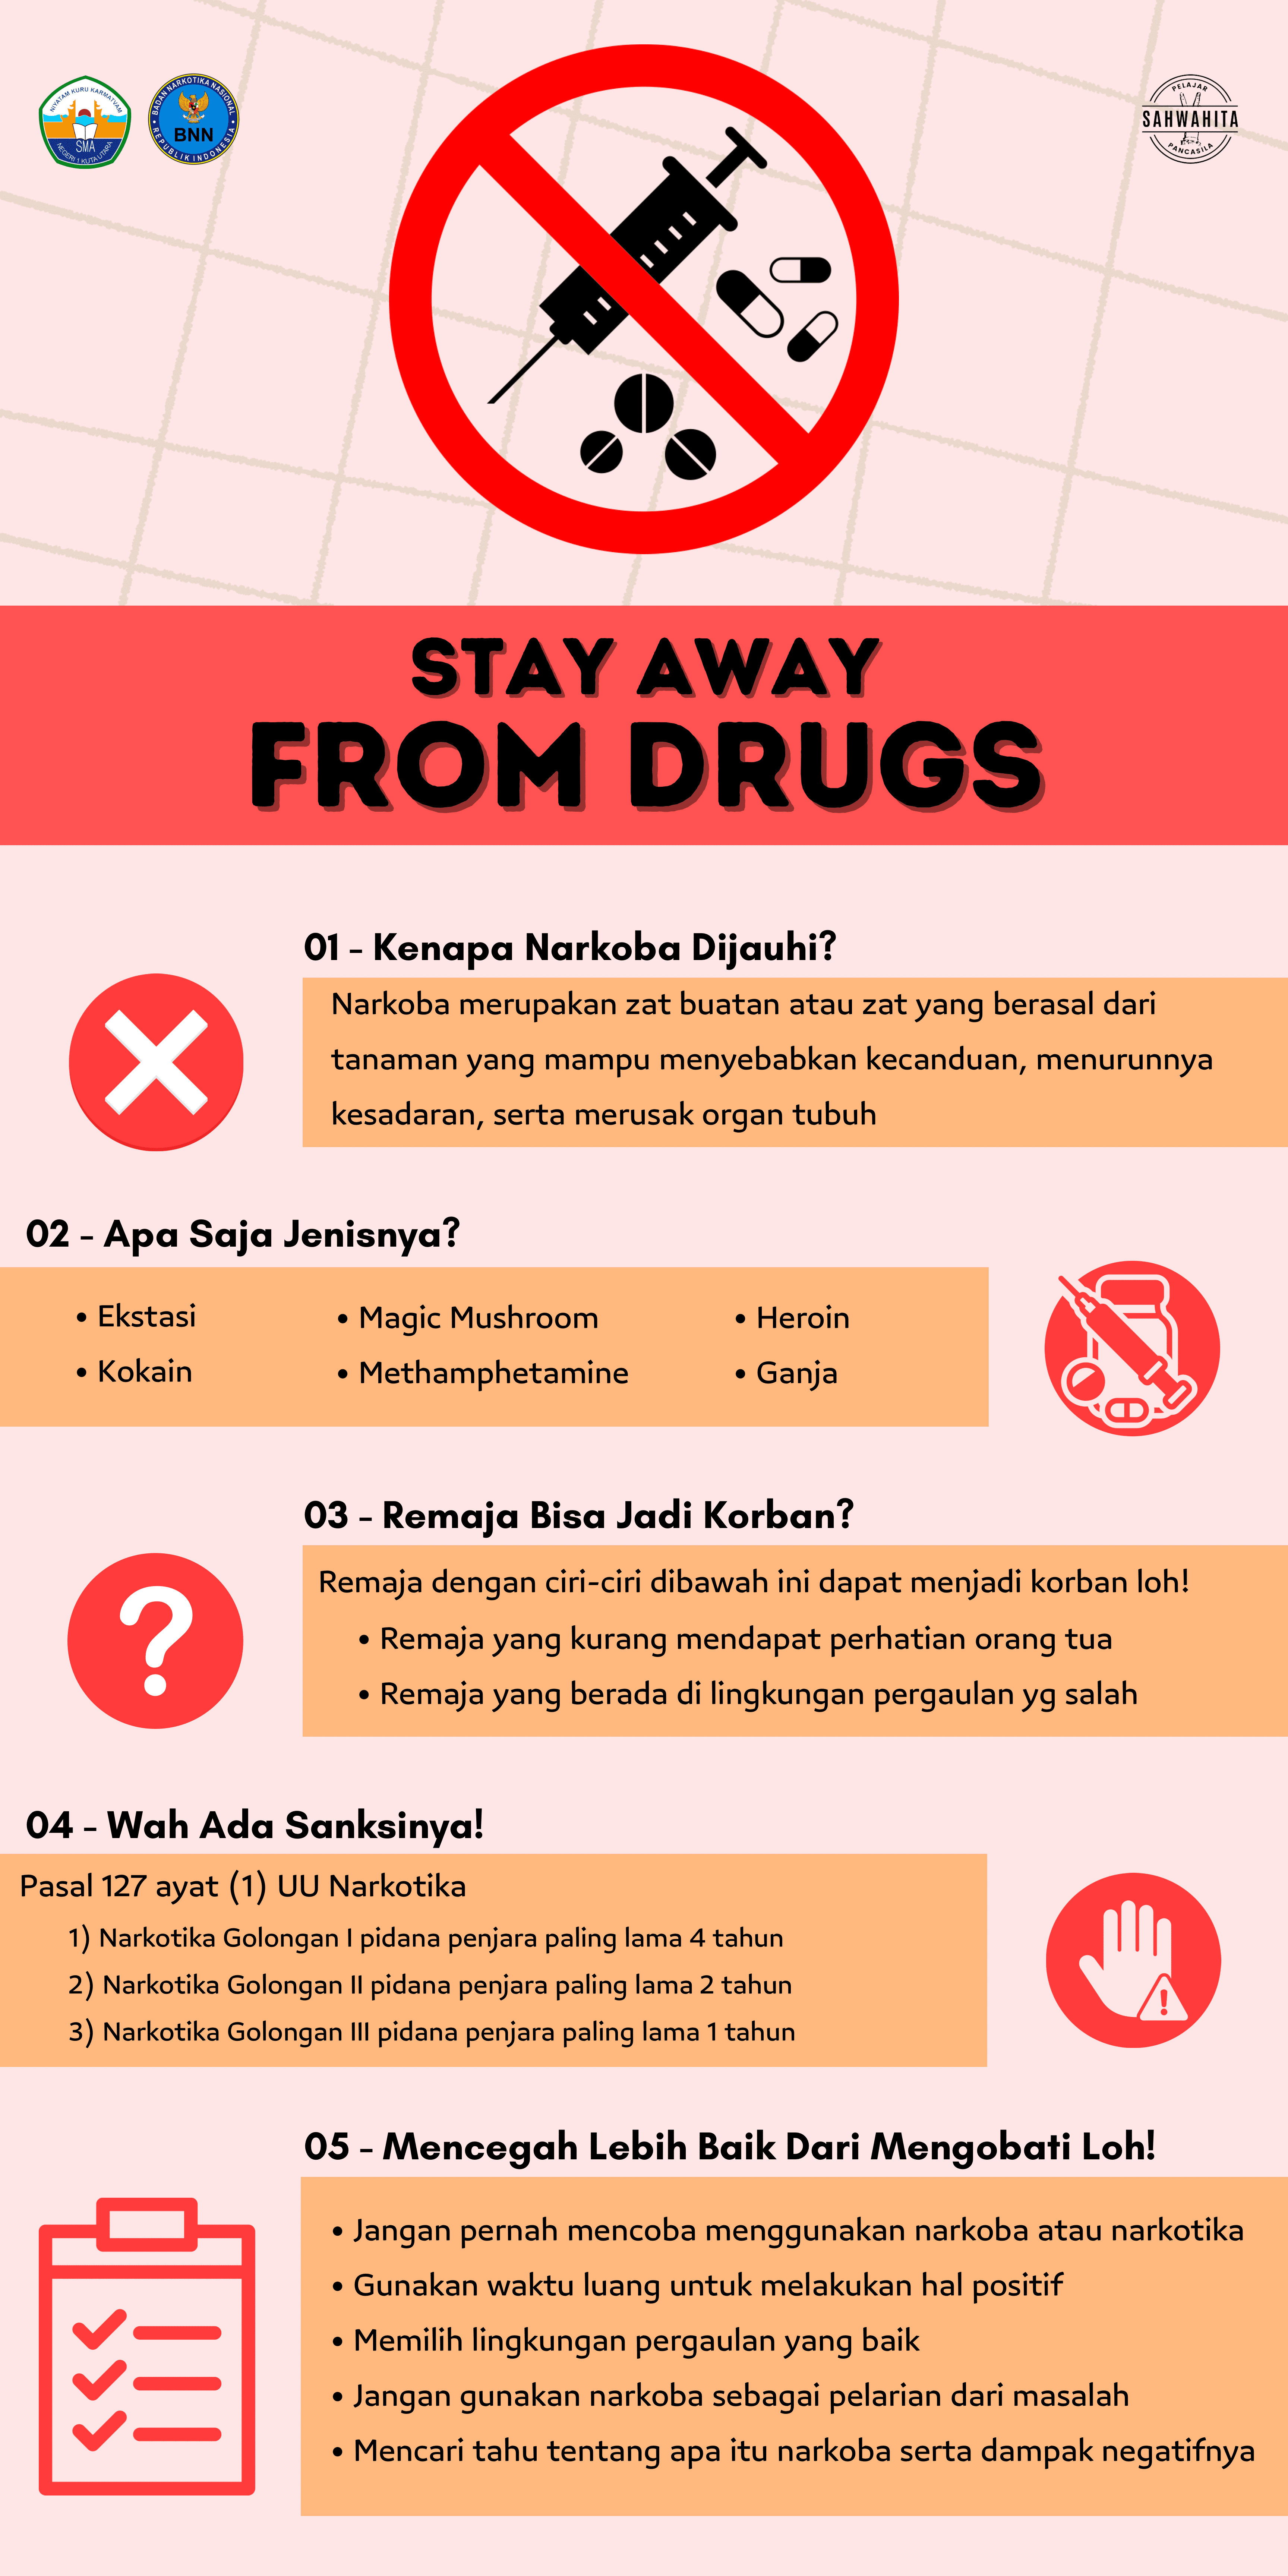 NIYATAM KURU KARMATVAM
SMA
NEGERI 1 KUTA UTARA
BADAN NARKOTIKA NASIONAL
BNN
REPUBLIK INDONESIA
PELAJAR
SAHWAHITA
PANCASILA
STAY AWAY
FROM DRUGS
01 - Kenapa Narkoba Dijauhi?
Narkoba merupakan zat buatan atau zat yang berasal dari
tanaman yang mampu menyebabkan kecanduan, menurunnya
kesadaran, serta merusak organ tubuh
02 - Apa Saja Jenisnya?
• Ekstasi
• Kokain
• Magic Mushroom
• Methamphetamine
• Heroin
• Ganja
03 - Remaja Bisa Jadi Korban?
Remaja dengan ciri-ciri dibawah ini dapat menjadi korban loh!
• Remaja yang kurang mendapat perhatian orang tua
• Remaja yang berada di lingkungan pergaulan yg salah
04 - Wah Ada Sanksinya!
Pasal 127 ayat (1) UU Narkotika
1) Narkotika Golongan I pidana penjara paling lama 4 tahun
2) Narkotika Golongan II pidana penjara paling lama 2 tahun
3) Narkotika Golongan III pidana penjara paling lama 1 tahun
05 - Mencegah Lebih Baik Dari Mengobati Loh!
• Jangan pernah mencoba menggunakan narkoba atau narkotika
• Gunakan waktu luang untuk melakukan hal positif
• Memilih lingkungan pergaulan yang baik
• Jangan gunakan narkoba sebagai pelarian dari masalah
• Mencari tahu tentang apa itu narkoba serta dampak negatifnya